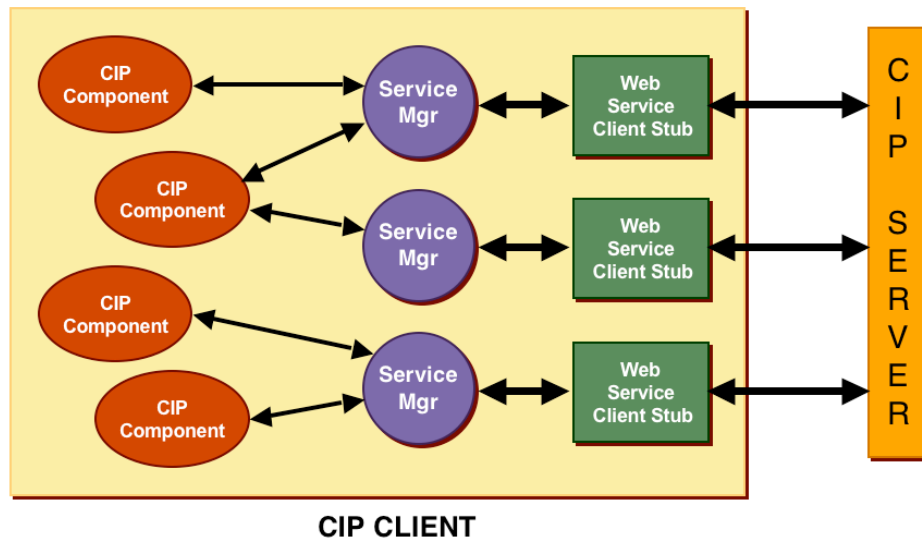 CIP
Component
CIP
Component
CIP
Component
CIP
Component
Service
Mgr
Service
Mgr
Service
Mgr
Web
Service
Client Stub
Web
Service
Client Stub
Web
Service
Client Stub
C
I
P
S
E
R
V
E
R
CIP CLIENT